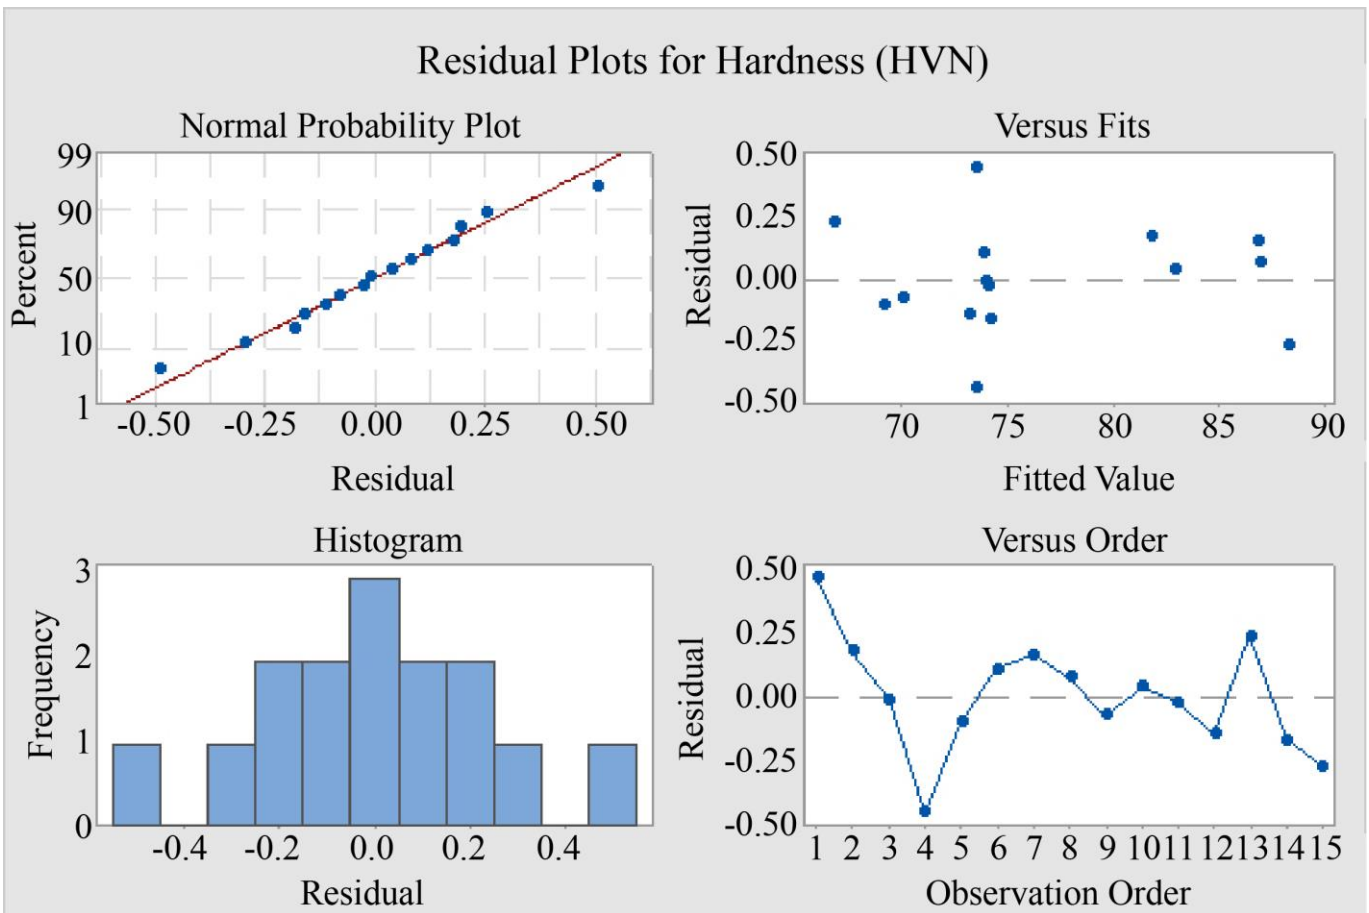 Residual Plots for Hardness (HVN)
Normal Probability Plot
99
90
50
10
1
Percent
-0.50 -0.25 0.00 0.25 0.50
Residual
Versus Fits
0.50
0.25
0.00
-0.25
-0.50
Residual
70 75 80 85 90
Fitted Value
Histogram
3
2
1
0
Frequency
-0.4 -0.2 0.0 0.2 0.4
Residual
Versus Order
0.50
0.25
0.00
-0.25
-0.50
Residual
1 2 3 4 5 6 7 8 9 10 11 12 13 14 15
Observation Order